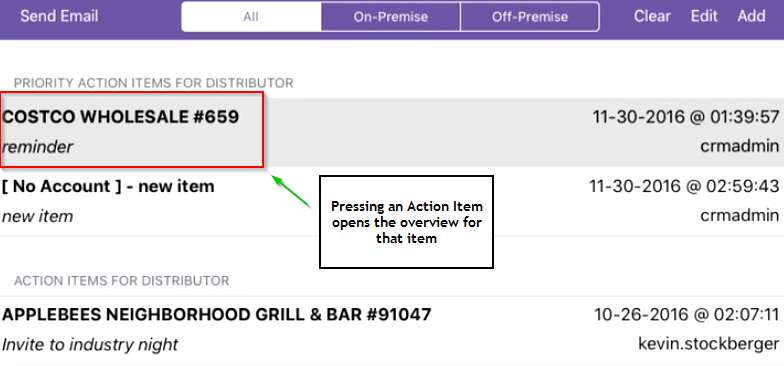 Send Email All On-Premise Off-Premise Clear Edit Add
PRIORITY ACTION ITEMS FOR DISTRIBUTOR
COSTCO WHOLESALE #659 11-30-2016 @ 01:39:57
reminder crmadmin
[ No Account ] - new item 11-30-2016 @ 02:59:43
new item crmadmin
Pressing an Action Item
opens the overview for
that item
ACTION ITEMS FOR DISTRIBUTOR
APPLEBEES NEIGHBORHOOD GRILL & BAR #91047 10-26-2016 @ 02:07:11
Invite to industry night kevin.stockberger